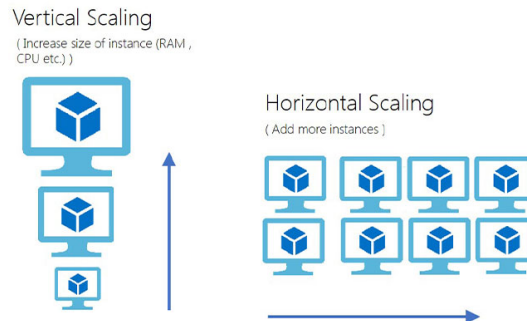 Vertical Scaling
( Increase size of instance (RAM ,
CPU etc.) )
Horizontal Scaling
( Add more instances )